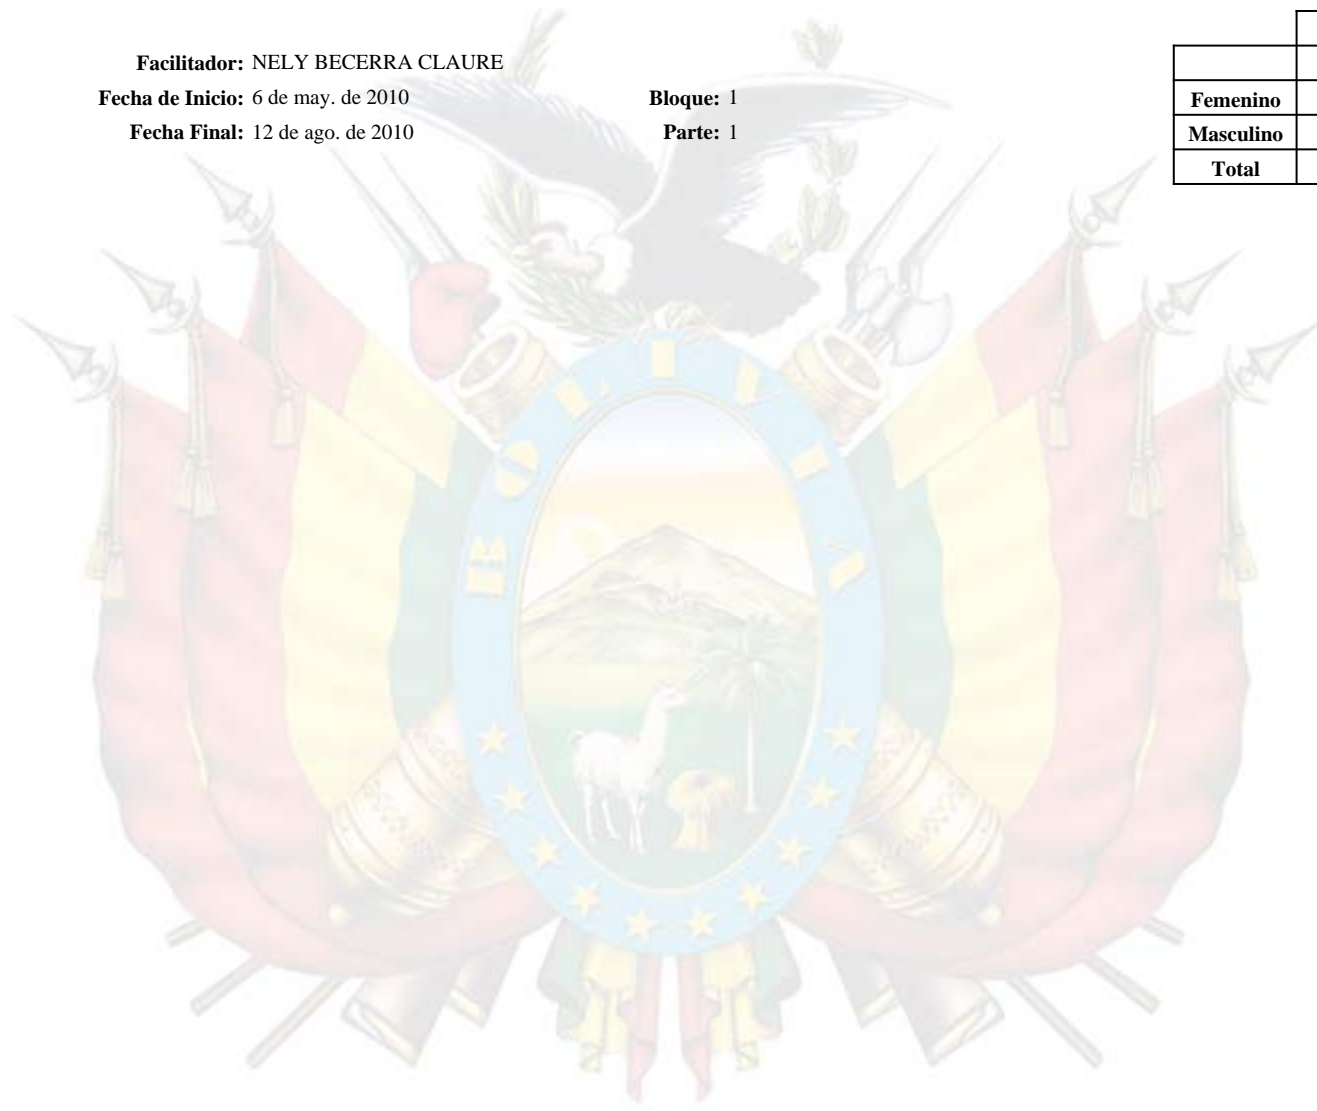 Facilitador: NELY BECERRA CLAURE
Fecha de Inicio: 6 de may. de 2010 Bloque: 1
Fecha Final: 12 de ago. de 2010 Parte: 1
Femenino
Masculino
Total
BOLIVIA